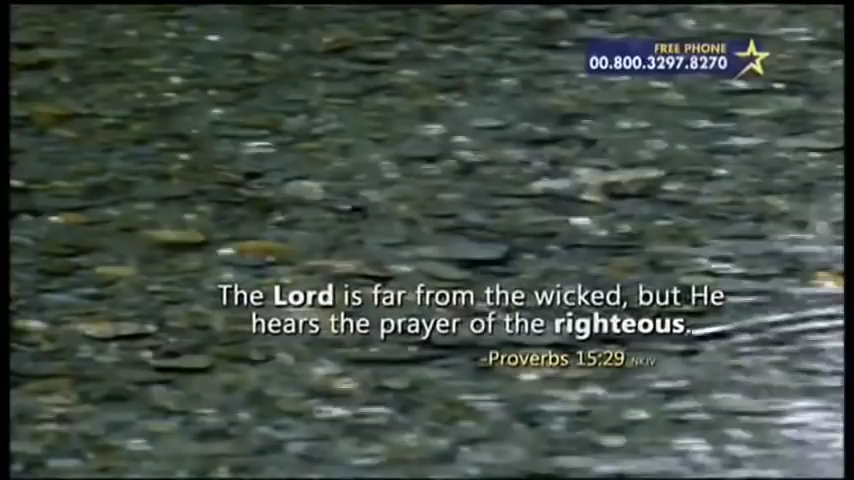 FREE PHONE
00.800.3297.8270
The Lord is far from the wicked, but He
hears the prayer of the righteous.
-Proverbs 15:29 NKJV